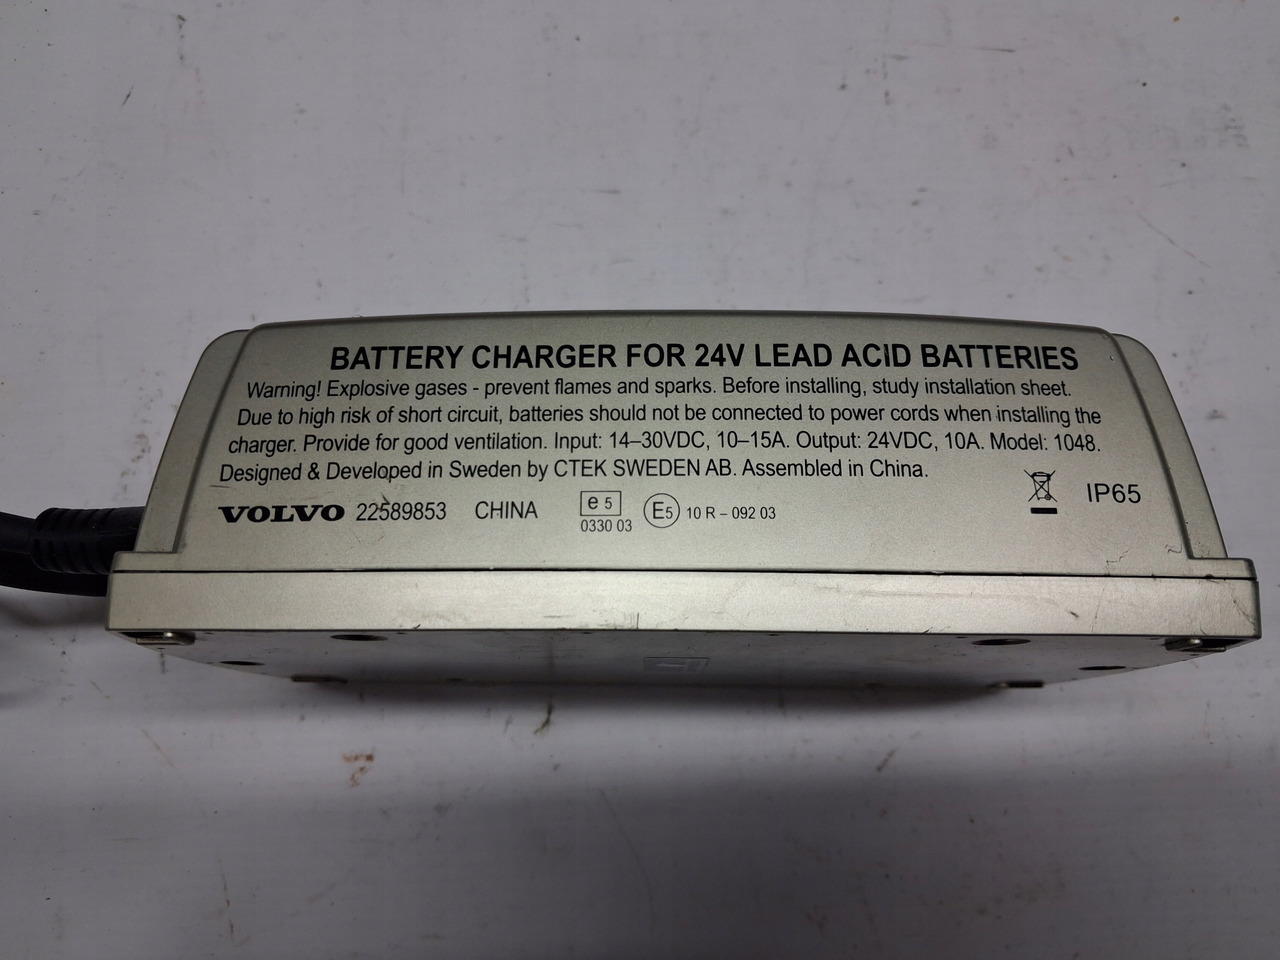 BATTERY CHARGER FOR 24V LEAD ACID BATTERIES
Warning! Explosive gases - prevent flames and sparks. Before installing, study installation sheet.
Due to high risk of short circuit, batteries should not be connected to power cords when installing the
charger. Provide for good ventilation. Input: 14–30VDC, 10–15A. Output: 24VDC, 10A. Model: 1048.
Designed & Developed in Sweden by CTEK SWEDEN AB. Assembled in China.
VOLVO 22589853 CHINA e 5 E5 10 R – 092 03 IP65
0330 03